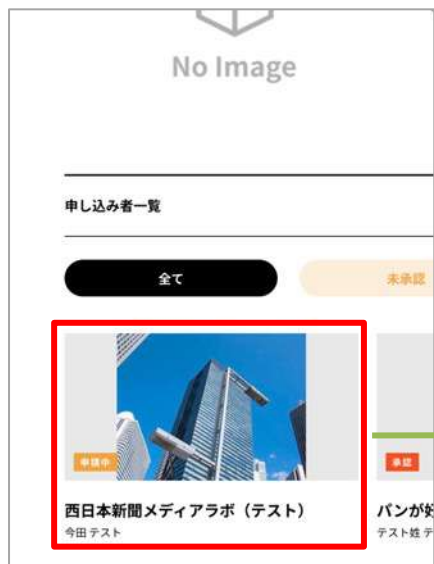 No Image
申し込み者一覧
全て
未承認
申請中
承認
西日本新聞メディアラボ（テスト）
今田 テスト
パンが好
テスト姓 テ